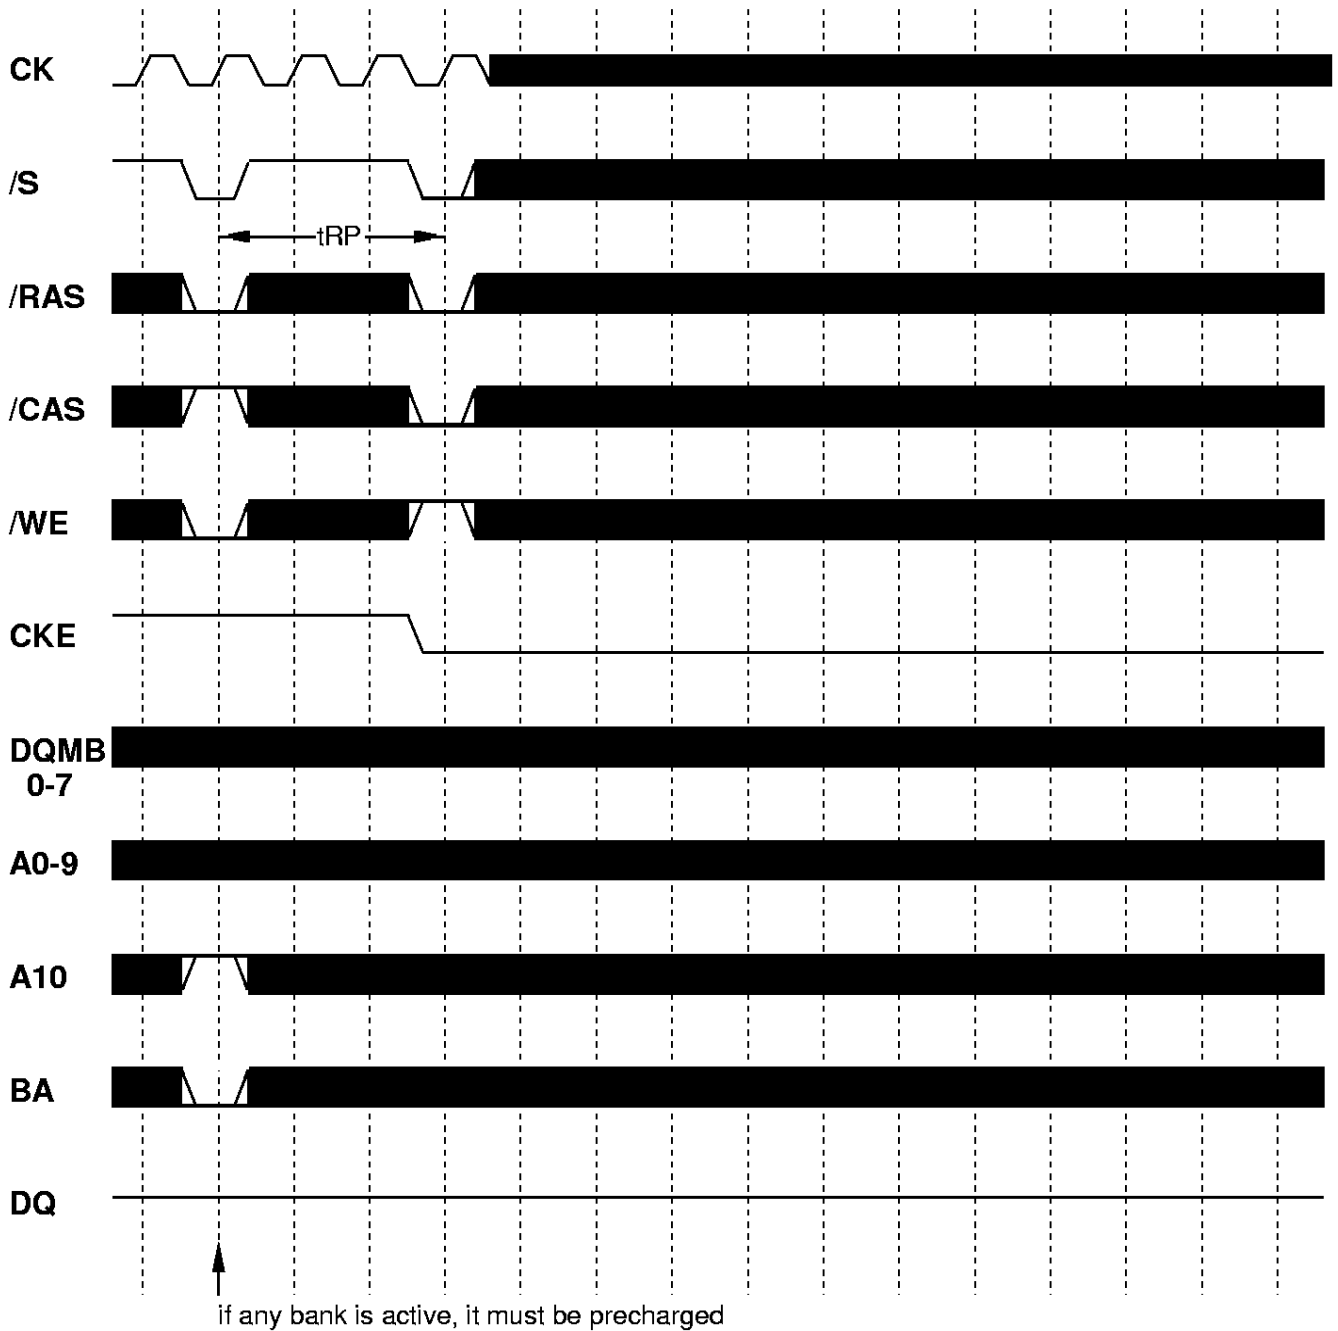 CK
/S
tRP
/RAS
/CAS
/WE
CKE
DQMB
0-7
A0-9
A10
BA
DQ
if any bank is active, it must be precharged